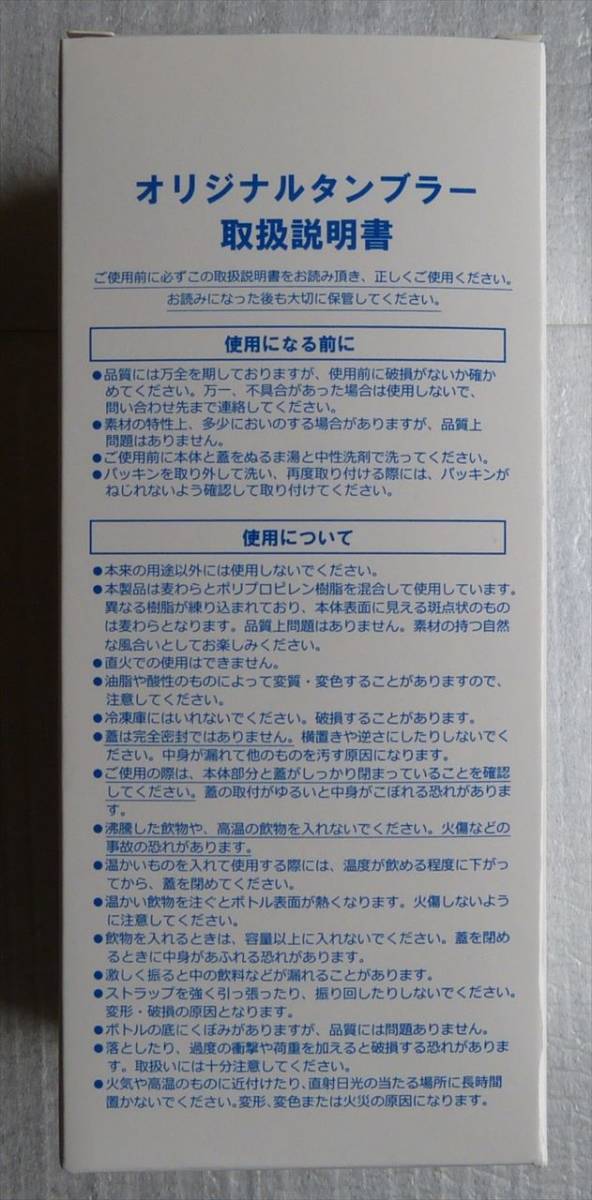 オリジナルタンブラー
取扱説明書
ご使用前に必ずこの取扱説明書をお読み頂き、正しくご使用ください。
お読みになった後も大切に保管してください。
使用になる前に
●品質には万全を期しておりますが、使用前に破損がないか確か
めてください。万一、不具合があった場合は使用しないで、
問い合わせ先まで連絡してください。
●素材の特性上、多少においのする場合がありますが、品質上
問題はありません。
●ご使用前に本体と蓋をぬるま湯と中性洗剤で洗ってください。
●パッキンを取り外して洗い、再度取り付ける際には、パッキンが
ねじれないよう確認して取り付けてください。
使用について
●本来の用途以外には使用しないでください。
●本製品は麦わらとポリプロピレン樹脂を混合して使用しています。
異なる樹脂が練り込まれており、本体表面に見える斑点状のもの
は麦わらとなります。品質上問題はありません。素材の持つ自然
な風合いとしてお楽しみください。
●直火での使用はできません。
●油脂や酸性のものによって変質・変色することがありますので、
注意してください。
●冷凍庫にはいれないでください。破損することがあります。
●蓋は完全密封ではありません。横置きや逆さにしたりしないでく
ださい。中身が漏れて他のものを汚す原因になります。
●ご使用の際は、本体部分と蓋がしっかり閉まっていることを確認
してください。蓋の取付がゆるいと中身がこぼれる恐れがありま
す。
●沸騰した飲物や、高温の飲物を入れないでください。火傷などの
事故の恐れがあります。
●温かいものを入れて使用する際には、温度が飲める程度に下がっ
てから、蓋を閉めてください。
●温かい飲物を注ぐとボトル表面が熱くなります。火傷しないよう
に注意してください。
●飲物を入れるときは、容量以上に入れないでください。蓋を閉め
るときに中身があふれる恐れがあります。
●激しく振ると中の飲料などが漏れることがあります。
●ストラップを強く引っ張ったり、振り回したりしないでください。
変形・破損の原因となります。
●ボトルの底にくぼみがありますが、品質には問題ありません。
●落としたり、過度の衝撃や荷重を加えると破損する恐れがありま
す。取扱いには十分注意してください。
●火気や高温のものに近付けたり、直射日光の当たる場所に長時間
置かないでください。変形、変色または火災の原因になります。